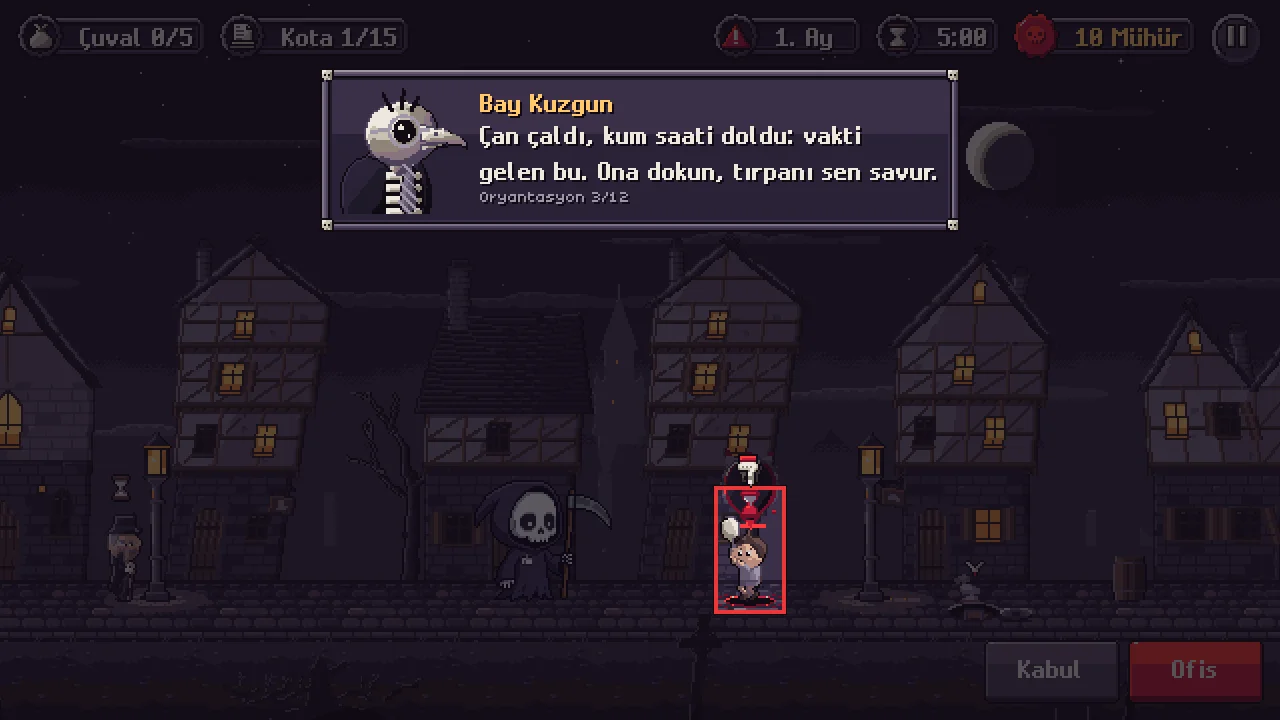 Çuval 0/5
Kota 1/15
1. Ay
5:00
10 Mühür
Bay Kuzgun
Çan çaldı, kum saati doldu: vakti
gelen bu. Ona dokun, tırpanı sen savur.
Oryantasyon 3/12
Kabul
Ofis